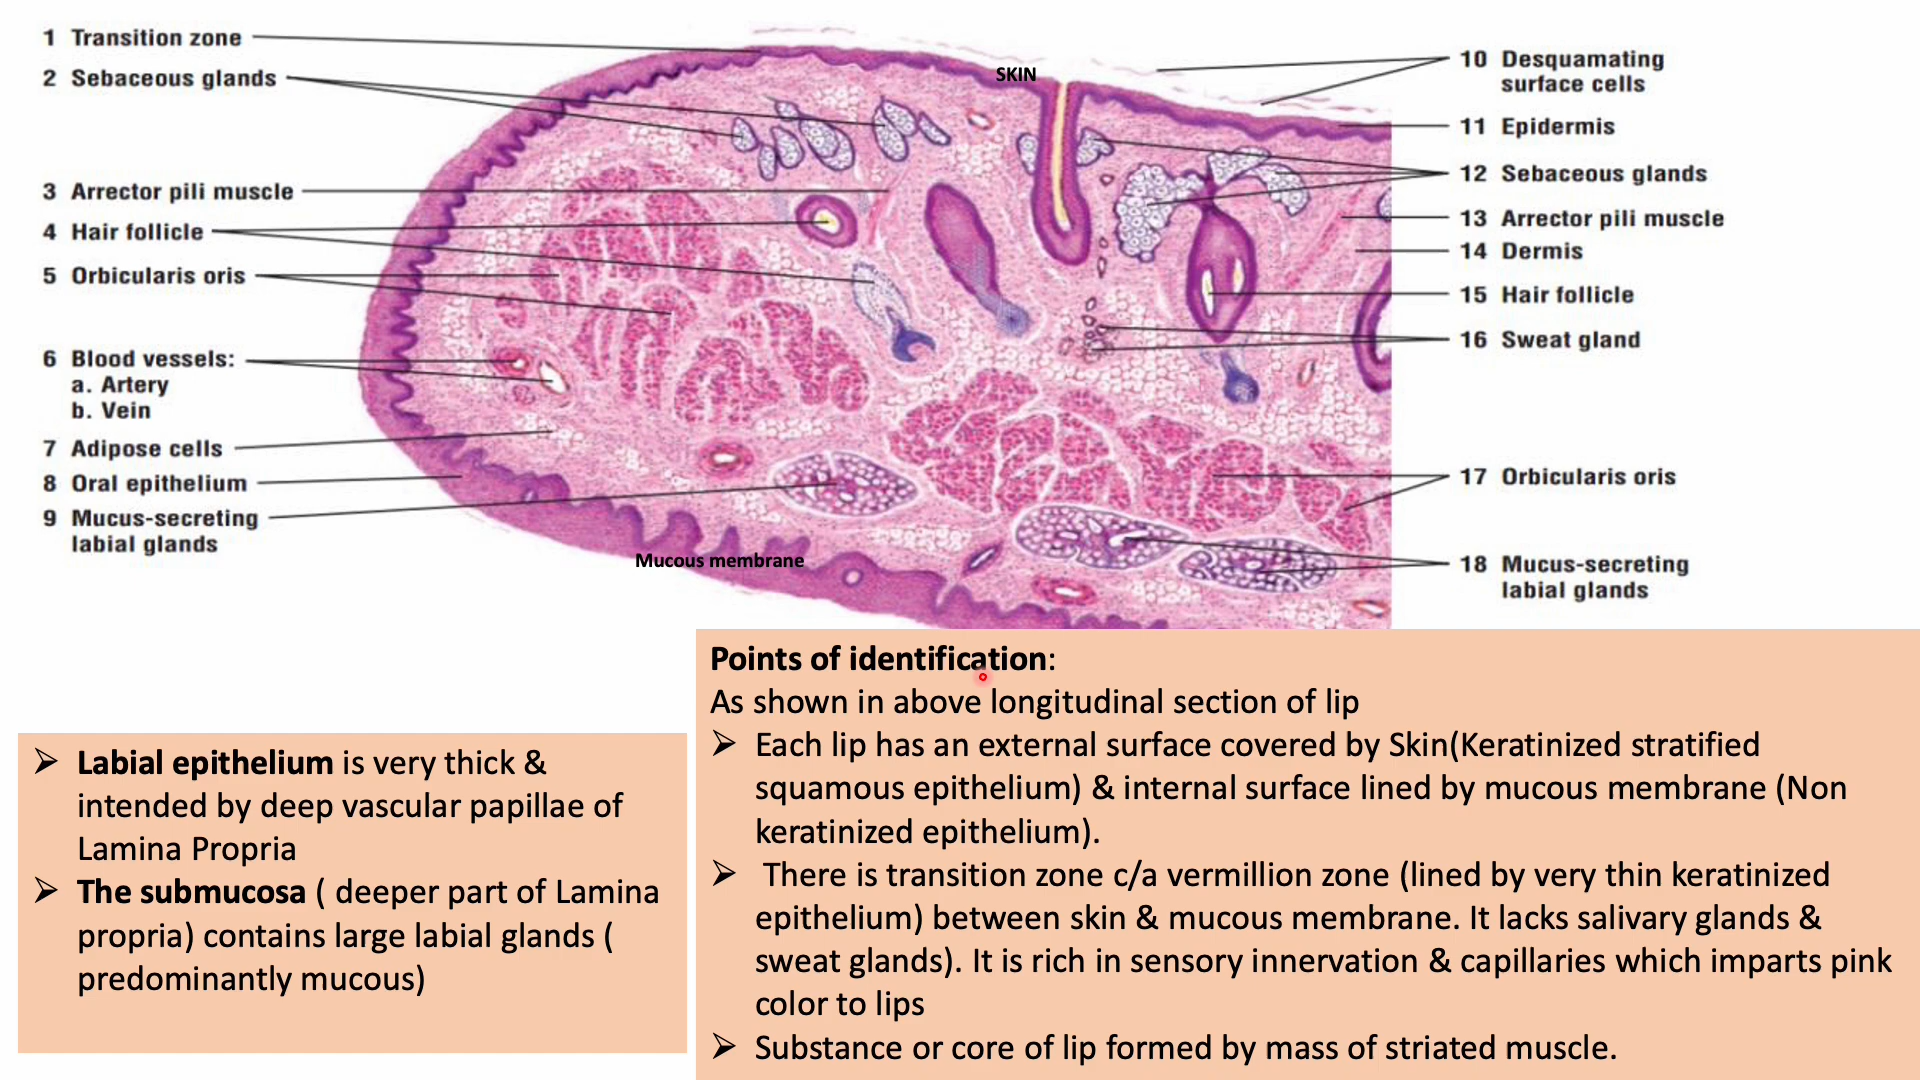 1 Transition zone
2 Sebaceous glands
3 Arrector pili muscle
4 Hair follicle
5 Orbicularis oris
6 Blood vessels:
a. Artery
b. Vein
7 Adipose cells
8 Oral epithelium
9 Mucus-secreting
labial glands
SKIN
Mucous membrane
10 Desquamating
surface cells
11 Epidermis
12 Sebaceous glands
13 Arrector pili muscle
14 Dermis
15 Hair follicle
16 Sweat gland
17 Orbicularis oris
18 Mucus-secreting
labial glands
➢ Labial epithelium is very thick &
intended by deep vascular papillae of
Lamina Propria
➢ The submucosa ( deeper part of Lamina
propria) contains large labial glands (
predominantly mucous)
Points of identification:
As shown in above longitudinal section of lip
➢ Each lip has an external surface covered by Skin(Keratinized stratified
squamous epithelium) & internal surface lined by mucous membrane (Non
keratinized epithelium).
➢ There is transition zone c/a vermillion zone (lined by very thin keratinized
epithelium) between skin & mucous membrane. It lacks salivary glands &
sweat glands). It is rich in sensory innervation & capillaries which imparts pink
color to lips
➢ Substance or core of lip formed by mass of striated muscle.